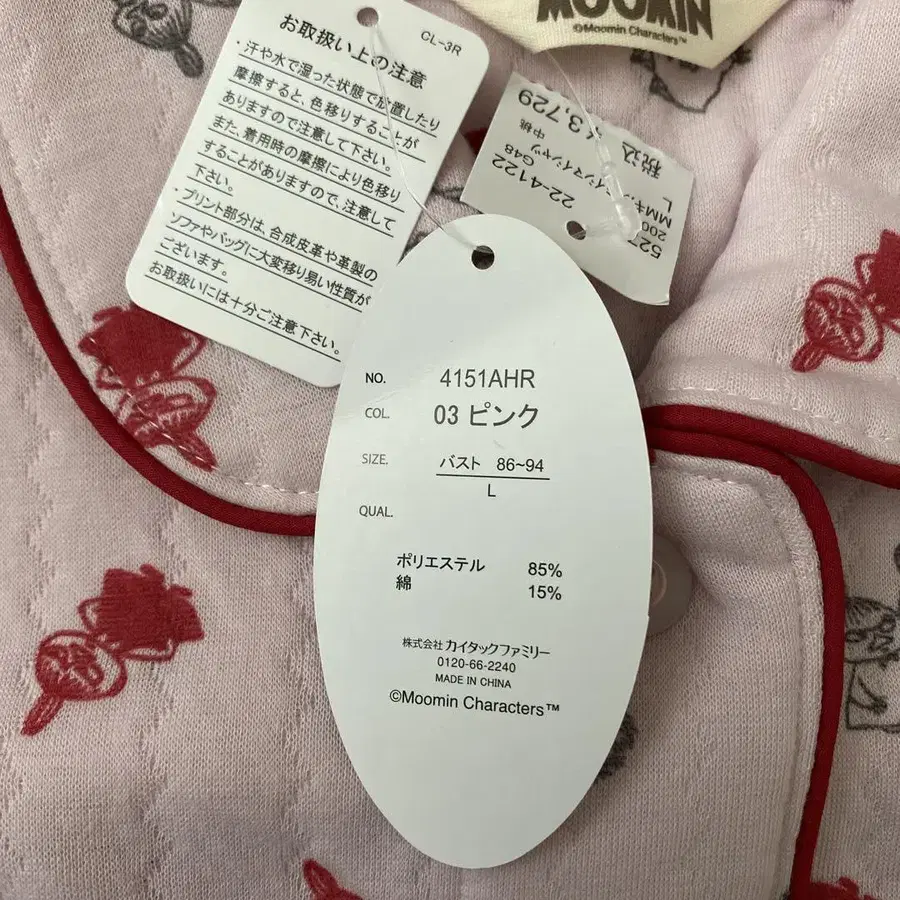 MOOMIN
©Moomin Characters™
CL-3R
お取扱い上の注意
・汗や水で湿った状態で放置したり
摩擦すると、色移りすることが
ありますので注意して下さい。
また、着用時の摩擦により色移り
することがありますので、注意して
下さい。
・プリント部分は、合成皮革や革製の
ソファやバッグに大変移り易い性質が
ございます。
お取扱いには十分ご注意下さい。
22-4122
G48
中桃
3,729
税込
L
NO. 4151AHR
COL. 03 ピンク
SIZE. バスト 86~94
L
QUAL.
ポリエステル 85%
綿 15%
株式会社 カイタックファミリー
0120-66-2240
MADE IN CHINA
©Moomin Characters™